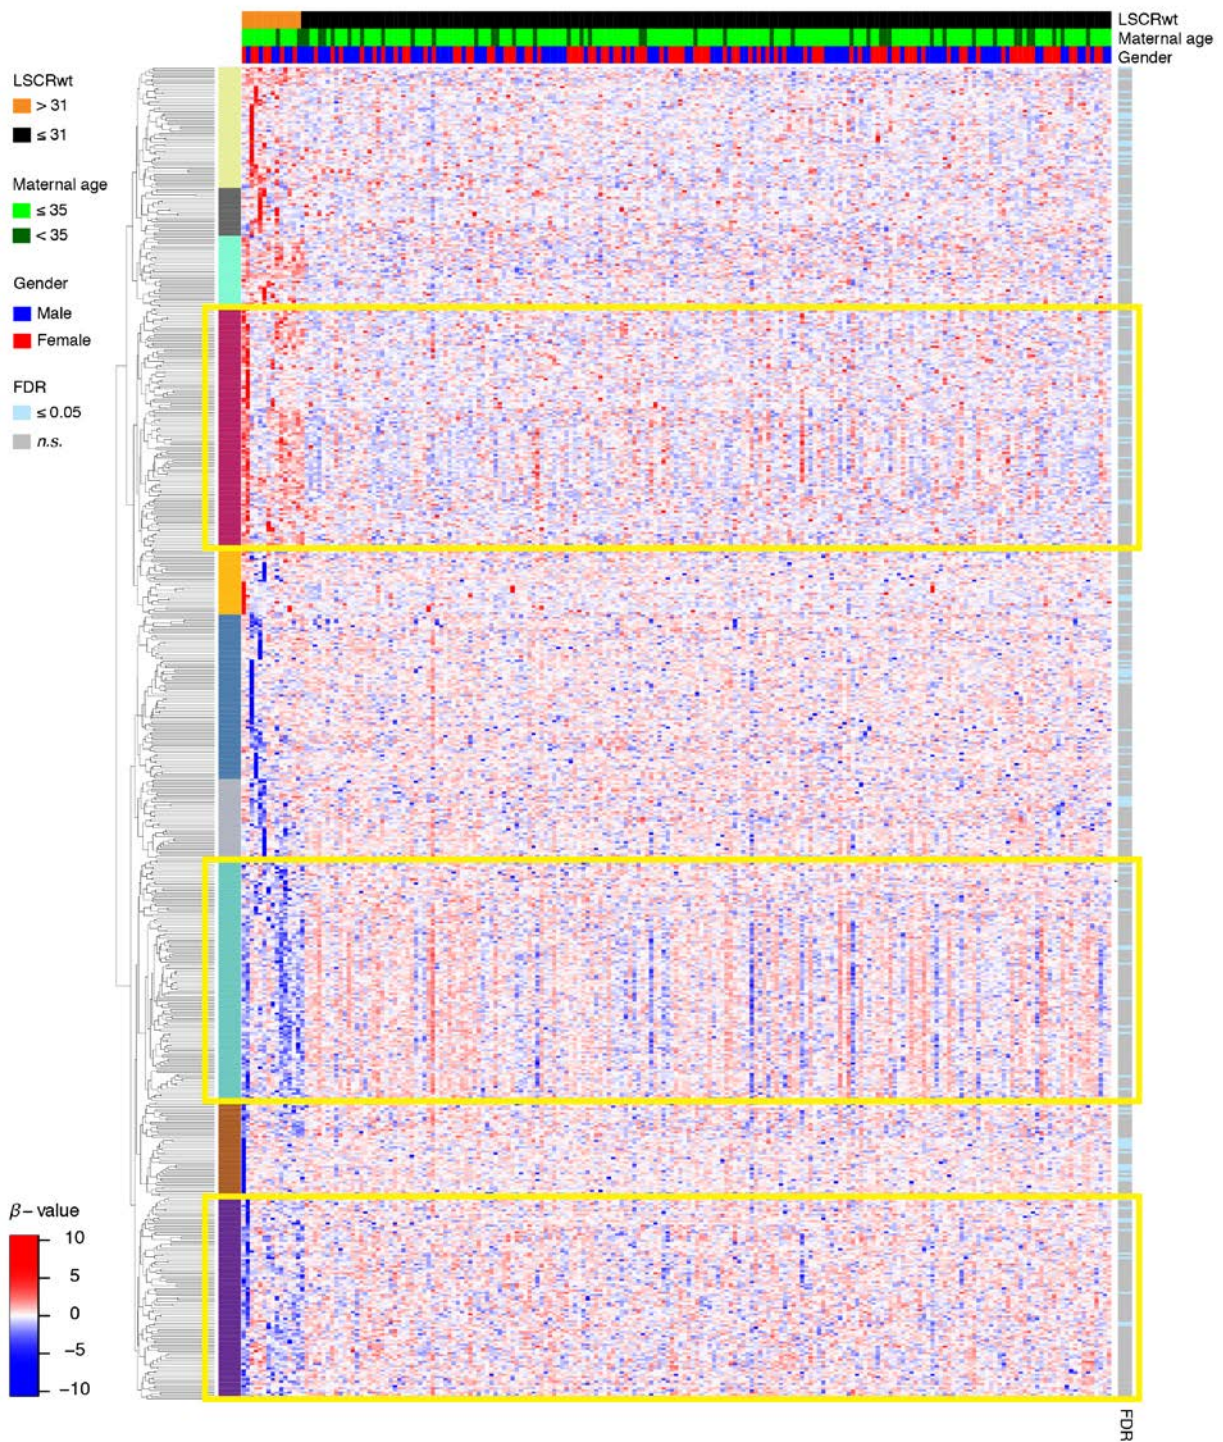 LSCRwt
Maternal age
Gender
LSCRwt
> 31
≤ 31
Maternal age
≤ 35
< 35
Gender
Male
Female
FDR
≤ 0.05
n.s.
β – value
10
5
0
−5
−10
FDR